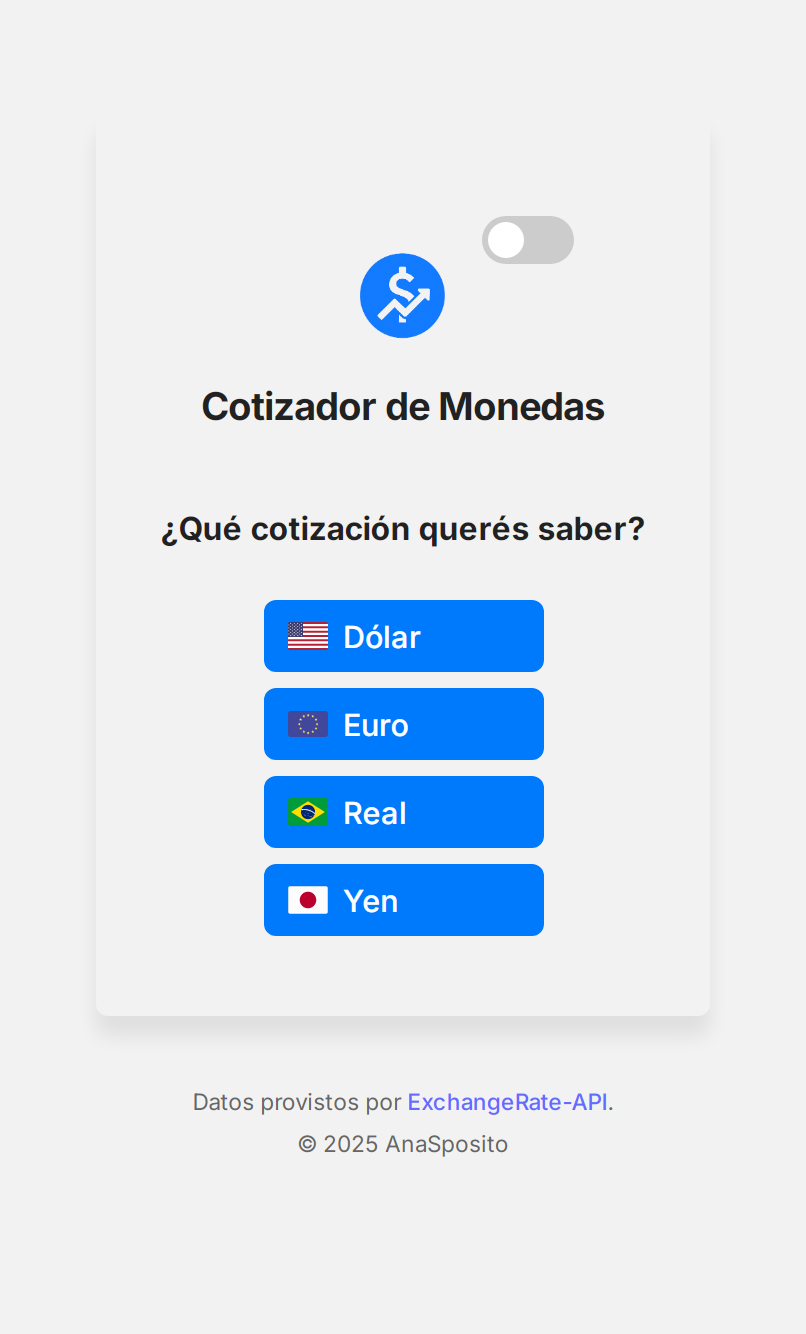 Cotizador de Monedas
¿Qué cotización querés saber?
Dólar
Euro
Real
Yen
Datos provistos por ExchangeRate-API.
© 2025 AnaSposito